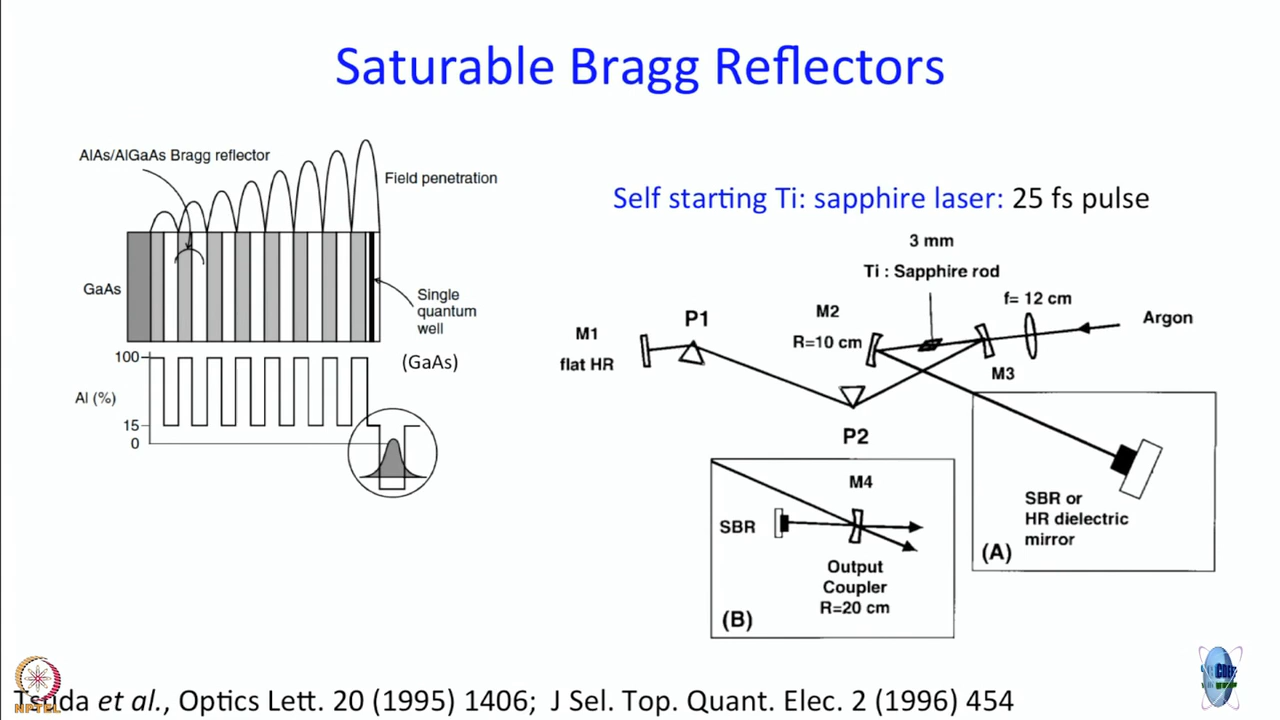 Saturable Bragg Reflectors
AlAs/AlGaAs Bragg reflector
Field penetration
GaAs
Single
quantum
well
(GaAs)
100
Al (%)
15
0
Self starting Ti: sapphire laser: 25 fs pulse
3 mm
Ti : Sapphire rod
f= 12 cm
Argon
M1
flat HR
P1
M2
R=10 cm
M3
P2
SBR or
HR dielectric
mirror
(A)
M4
SBR
Output
Coupler
R=20 cm
(B)
et al., Optics Lett. 20 (1995) 1406; J Sel. Top. Quant. Elec. 2 (1996) 454
NPTEL